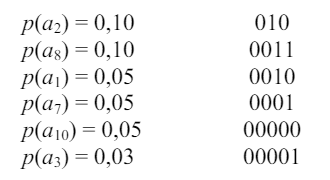 p(a₂) = 0,10 010
p(a₈) = 0,10 0011
p(a₁) = 0,05 0010
p(a₇) = 0,05 0001
p(a₁₀) = 0,05 00000
p(a₃) = 0,03 00001